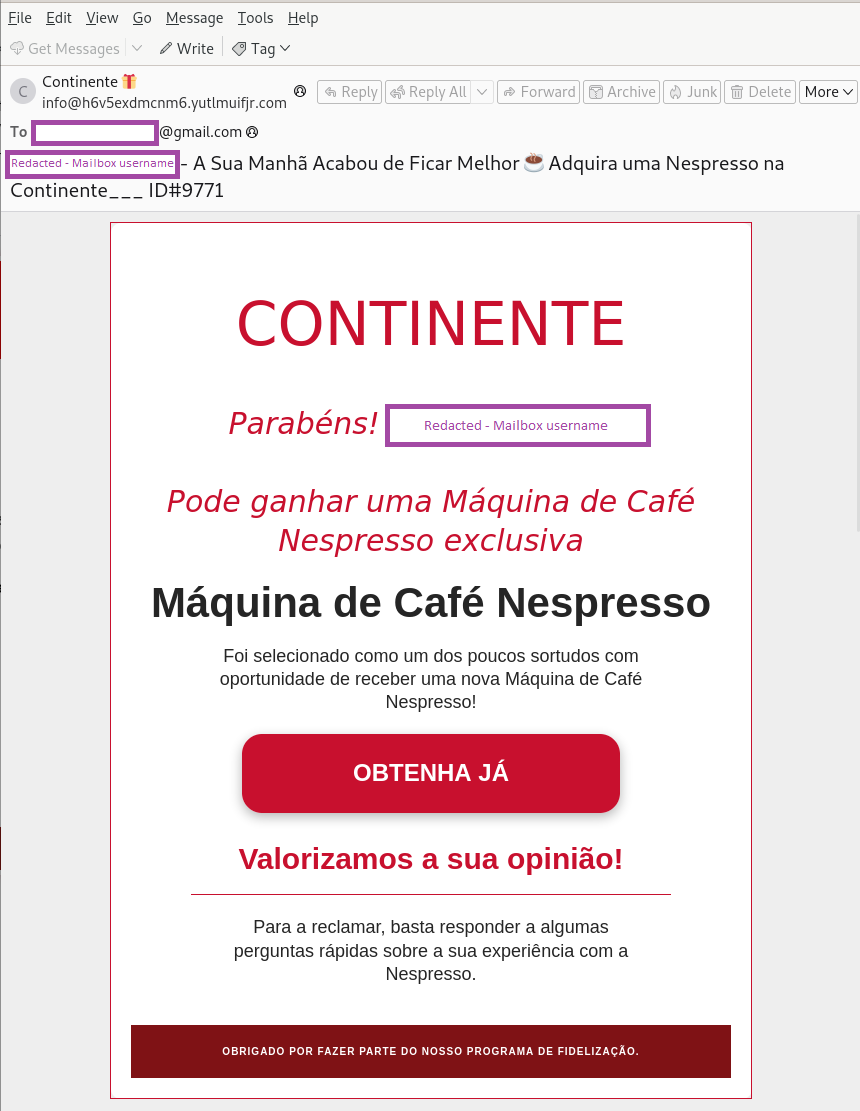 File Edit View Go Message Tools Help
Get Messages Write Tag
C
Continente 🎁
info@h6v5exdmcnm6.yutlmuifjr.com
Reply Reply All Forward Archive Junk Delete More
To @gmail.com
Redacted - Mailbox username - A Sua Manhã Acabou de Ficar Melhor ☕ Adquira uma Nespresso na
Continente___ ID#9771
CONTINENTE
Parabéns! Redacted - Mailbox username
Pode ganhar uma Máquina de Café
Nespresso exclusiva
Máquina de Café Nespresso
Foi selecionado como um dos poucos sortudos com
oportunidade de receber uma nova Máquina de Café
Nespresso!
OBTENHA JÁ
Valorizamos a sua opinião!
Para a reclamar, basta responder a algumas
perguntas rápidas sobre a sua experiência com a
Nespresso.
OBRIGADO POR FAZER PARTE DO NOSSO PROGRAMA DE FIDELIZAÇÃO.